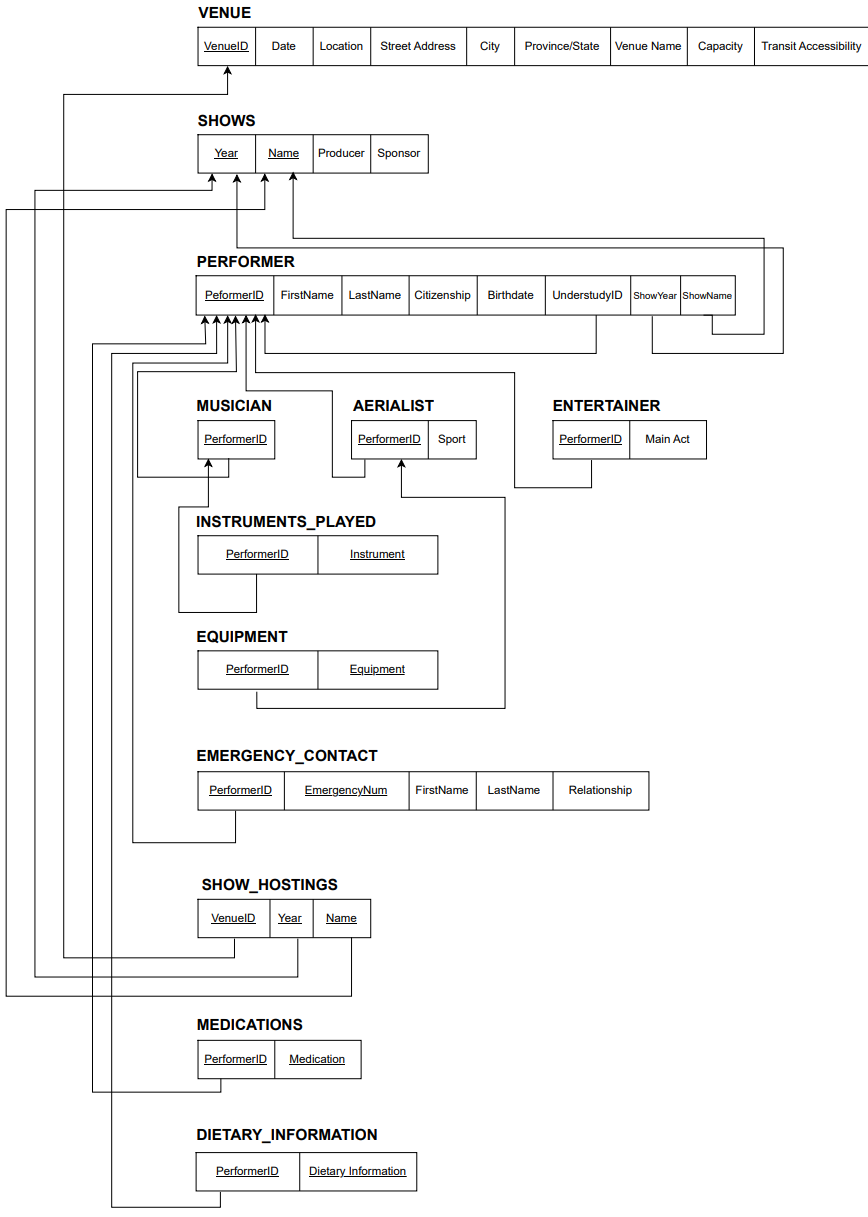 VENUE
VenueID Date Location Street Address City Province/State Venue Name Capacity Transit Accessibility
SHOWS
Year Name Producer Sponsor
PERFORMER
PeformerID FirstName LastName Citizenship Birthdate UnderstudyID ShowYear ShowName
MUSICIAN AERIALIST ENTERTAINER
PerformerID PerformerID Sport PerformerID Main Act
INSTRUMENTS_PLAYED
PerformerID Instrument
EQUIPMENT
PerformerID Equipment
EMERGENCY_CONTACT
PerformerID EmergencyNum FirstName LastName Relationship
SHOW_HOSTINGS
VenueID Year Name
MEDICATIONS
PerformerID Medication
DIETARY_INFORMATION
PerformerID Dietary Information